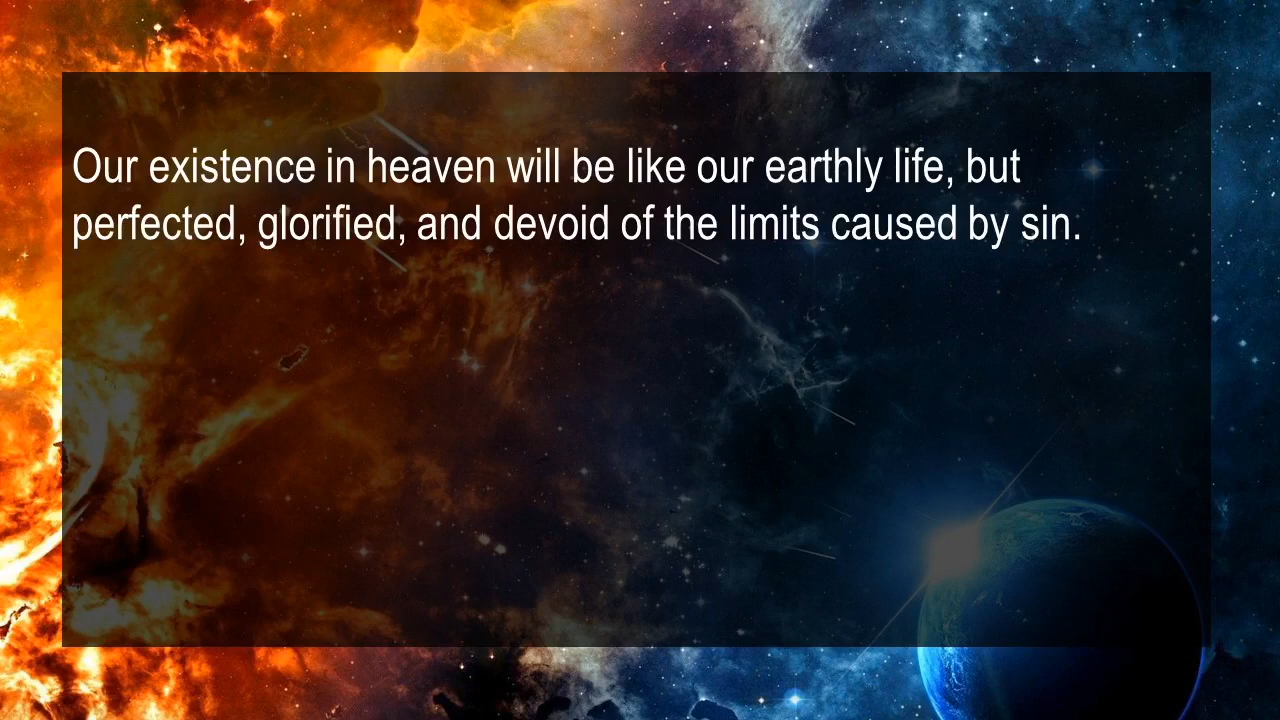 Our existence in heaven will be like our earthly life, but
perfected, glorified, and devoid of the limits caused by sin.